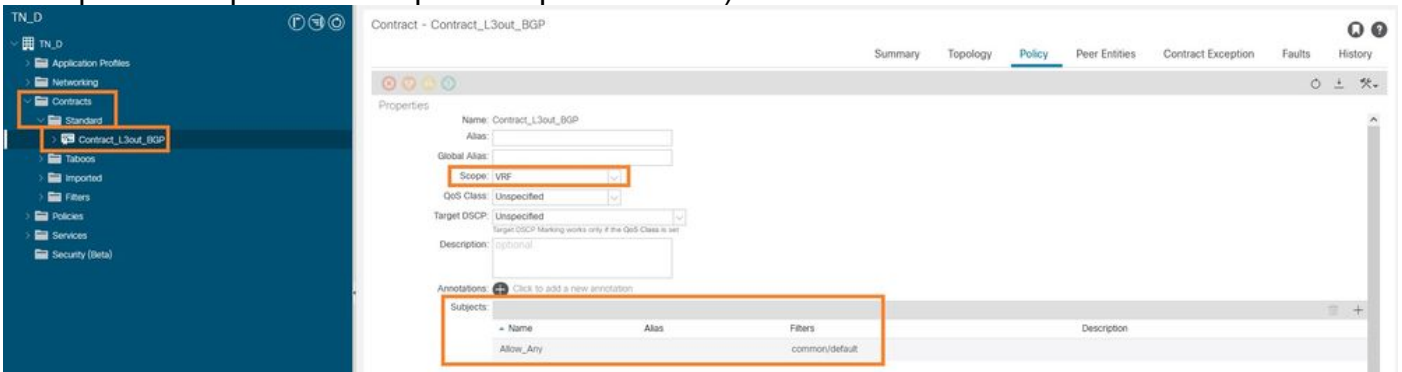 TN_D
TN_D
Application Profiles
Networking
Contracts
Standard
Contract_L3out_BGP
Taboos
Imported
Filters
Policies
Services
Security (Beta)
Contract - Contract_L3out_BGP
Summary Topology Policy Peer Entities Contract Exception Faults History
Properties
Name: Contract_L3out_BGP
Alias:
Global Alias:
Scope: VRF
QoS Class: Unspecified
Target DSCP: Unspecified
Target DSCP Marking works only if the QoS Class is set
Description: optional
Annotations: Click to add a new annotation
Subjects:
Name Alias Filters Description
Allow_Any common/default